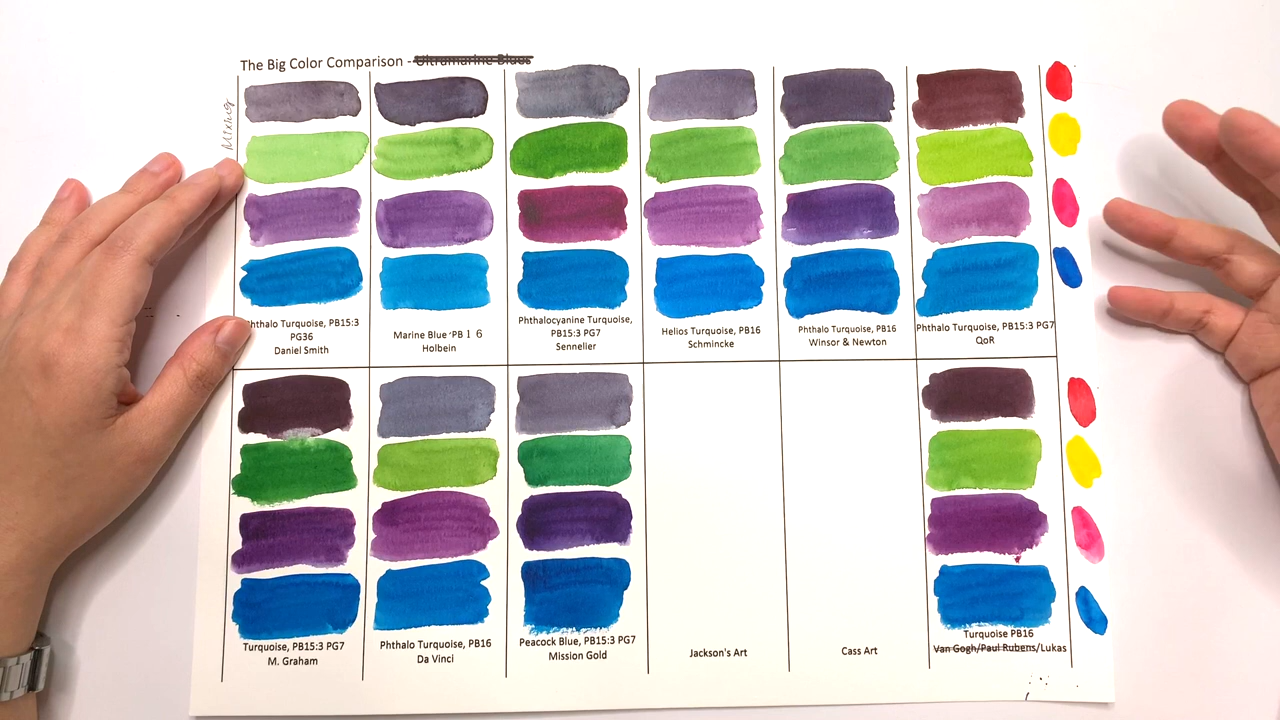 The Big Color Comparison - Ultramarine Blues
Mixing
Phthalo Turquoise, PB15:3
PG36
Daniel Smith
Marine Blue PB 1 6
Holbein
Phthalocyanine Turquoise,
PB15:3 PG7
Sennelier
Helios Turquoise, PB16
Schmincke
Phthalo Turquoise, PB16
Winsor & Newton
Phthalo Turquoise, PB15:3 PG7
QoR
Turquoise, PB15:3 PG7
M. Graham
Phthalo Turquoise, PB16
Da Vinci
Peacock Blue, PB15:3 PG7
Mission Gold
Jackson's Art
Cass Art
Turquoise PB16
Van Gogh/Paul Rubens/Lukas